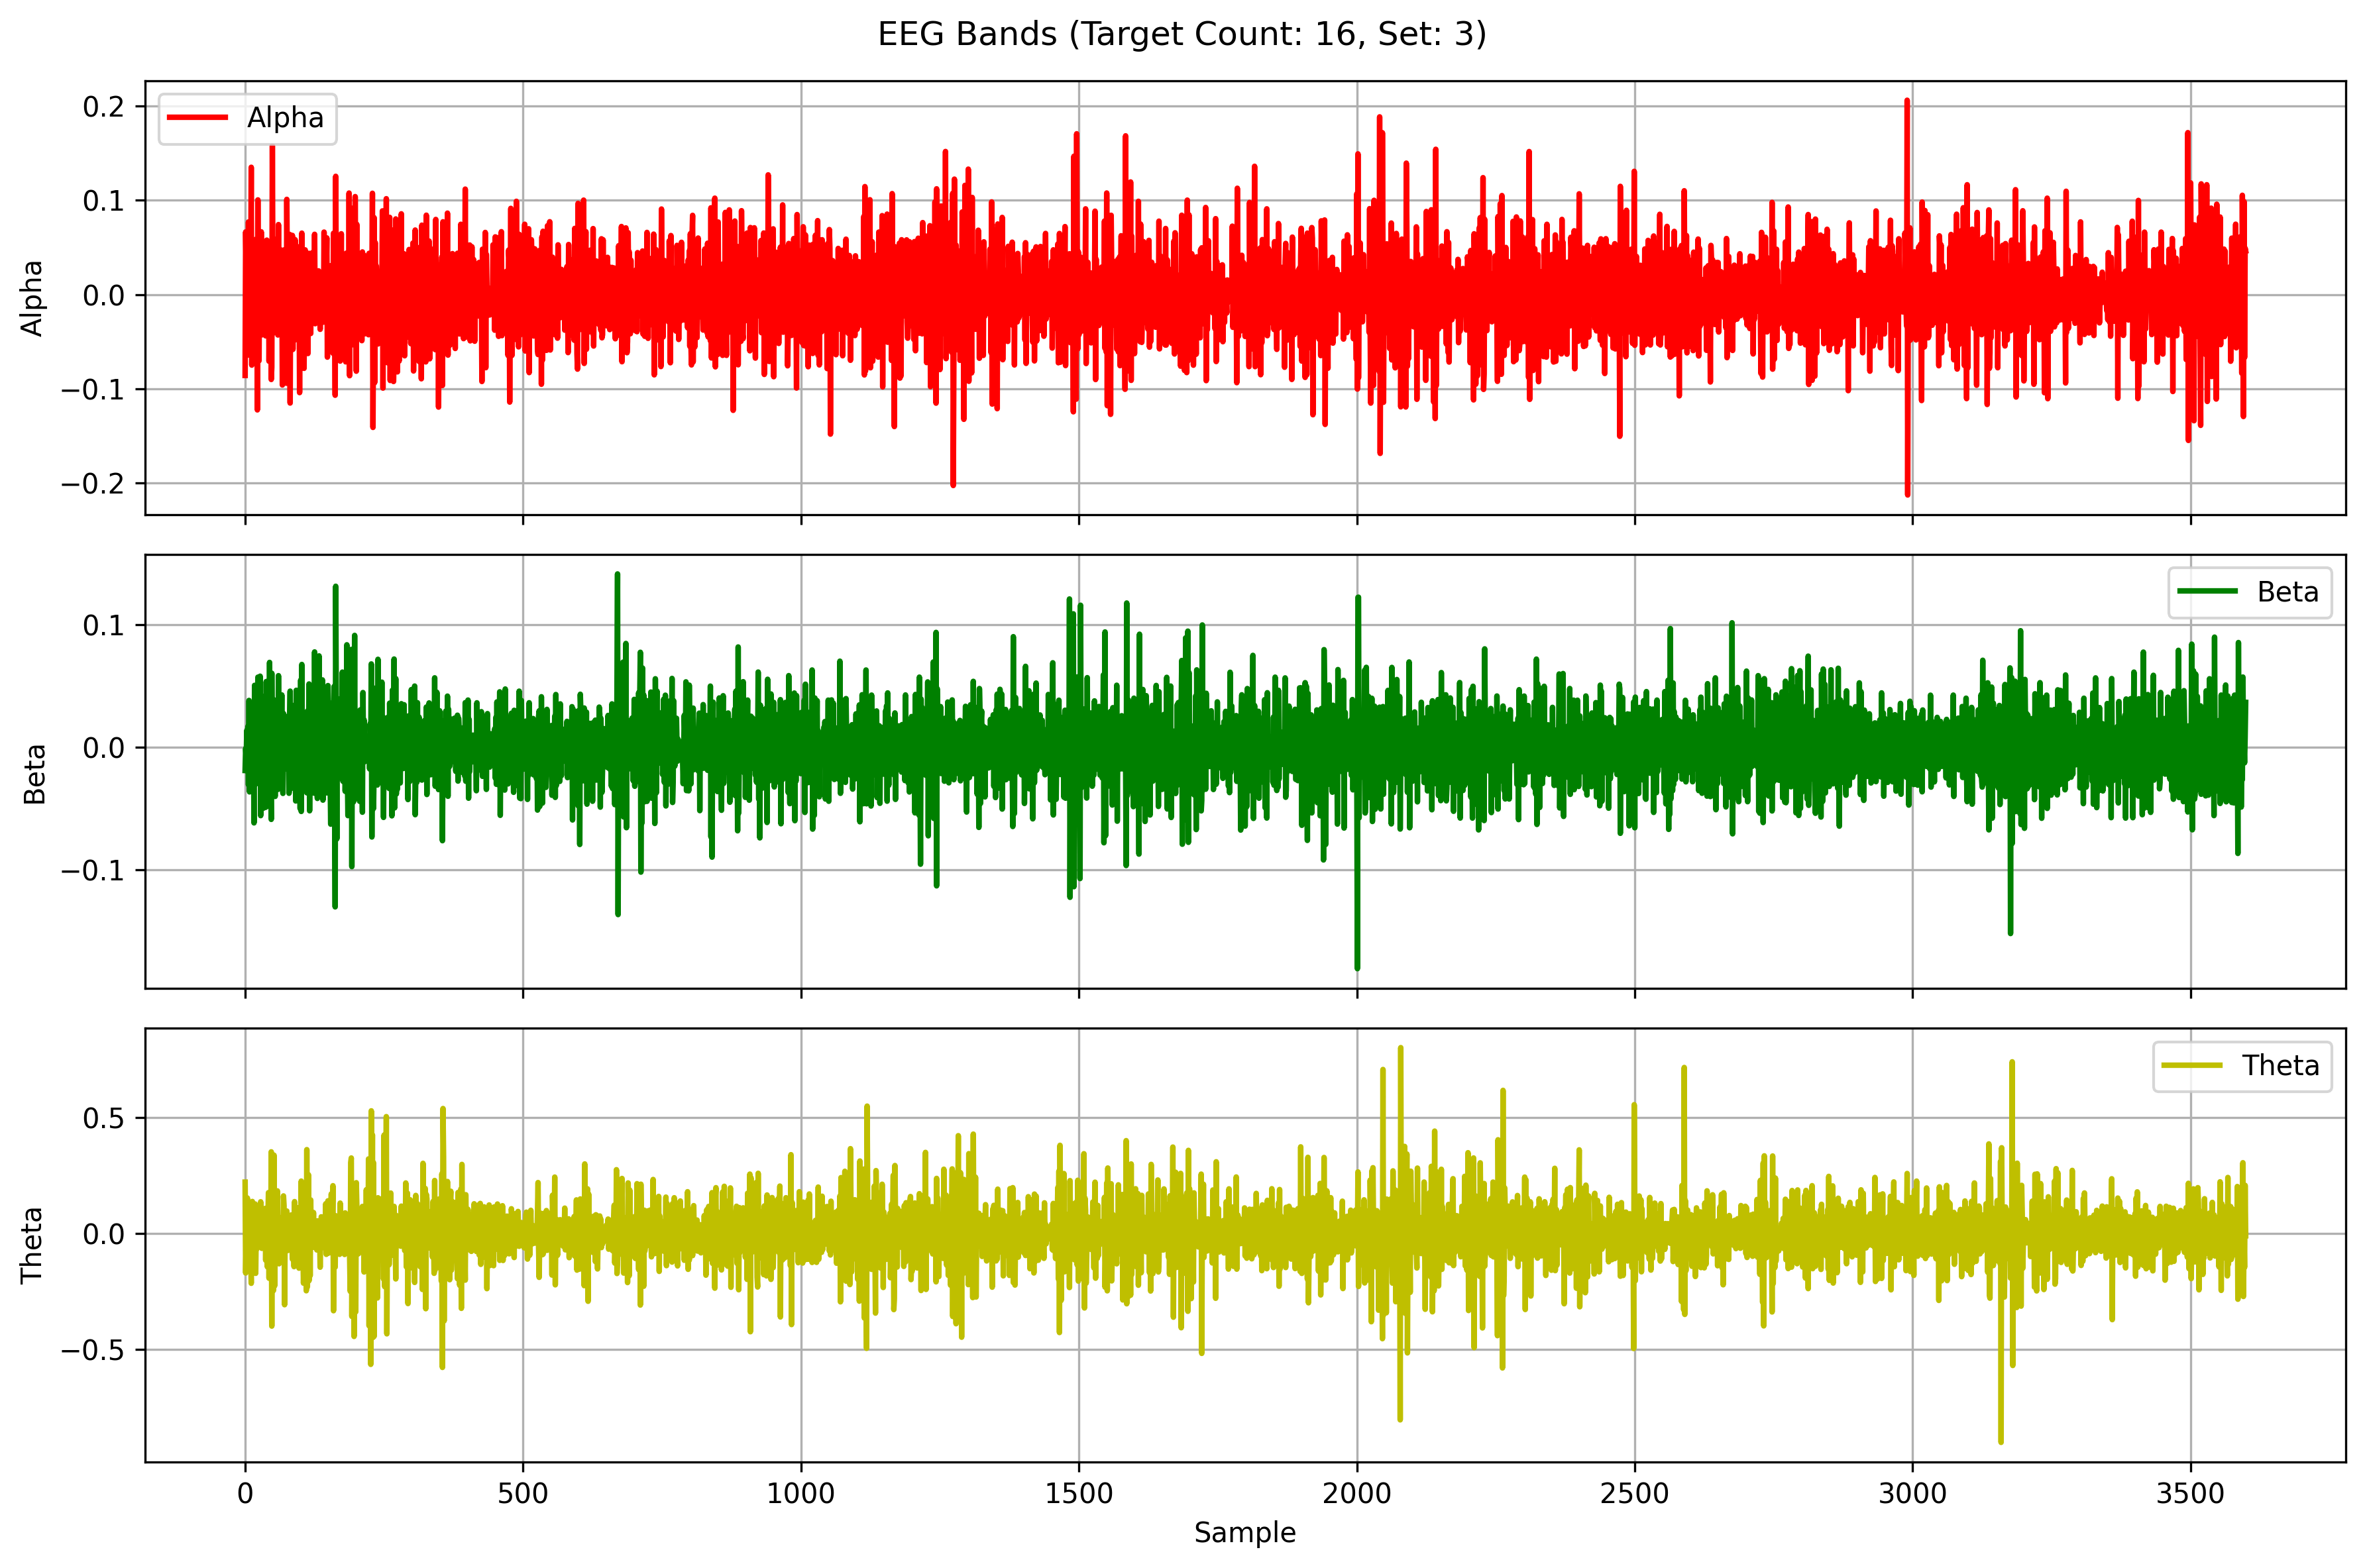 EEG Bands (Target Count: 16, Set: 3)
Alpha
0.2
0.1
0.0
−0.1
−0.2
Alpha
Beta
0.1
0.0
−0.1
Beta
Theta
0.5
0.0
−0.5
Theta
0 500 1000 1500 2000 2500 3000 3500
Sample